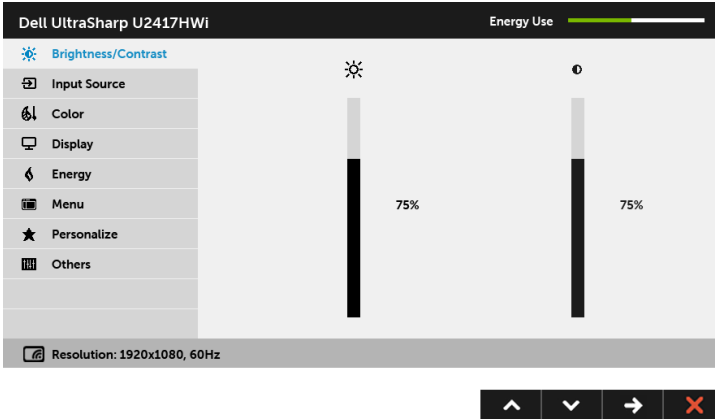 Dell UltraSharp U2417HWi
Energy Use
Brightness/Contrast
Input Source
Color
Display
Energy
Menu
Personalize
Others
75%
75%
Resolution: 1920x1080, 60Hz